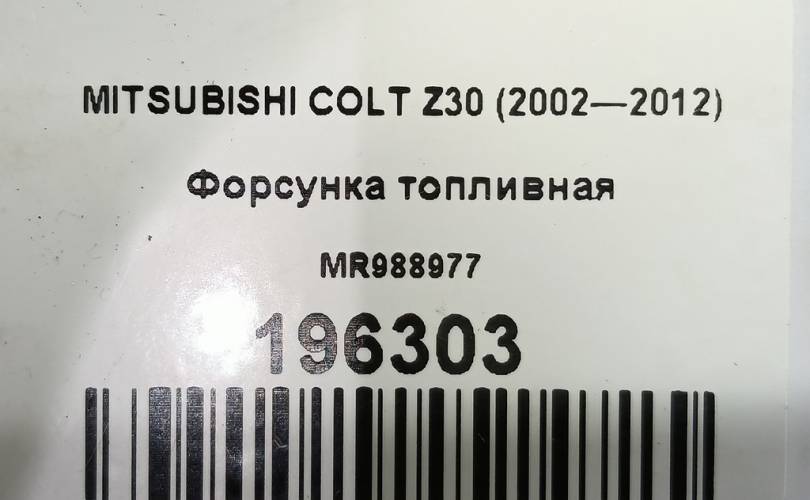 MITSUBISHI COLT Z30 (2002—2012)
Форсунка топливная
MR988977
196303